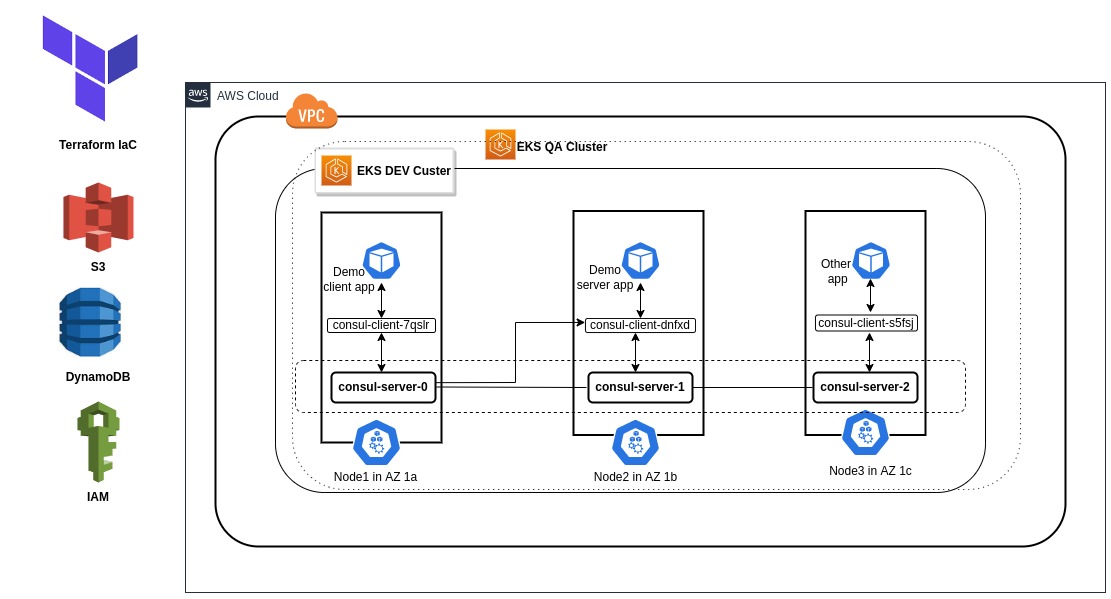 Terraform IaC
S3
DynamoDB
IAM
aws
AWS Cloud
VPC
EKS QA Cluster
EKS DEV Custer
Demo
client app
consul-client-7qslr
consul-server-0
Node1 in AZ 1a
Demo
server app
consul-client-dnfxd
consul-server-1
Node2 in AZ 1b
Other
app
consul-client-s5fsj
consul-server-2
Node3 in AZ 1c